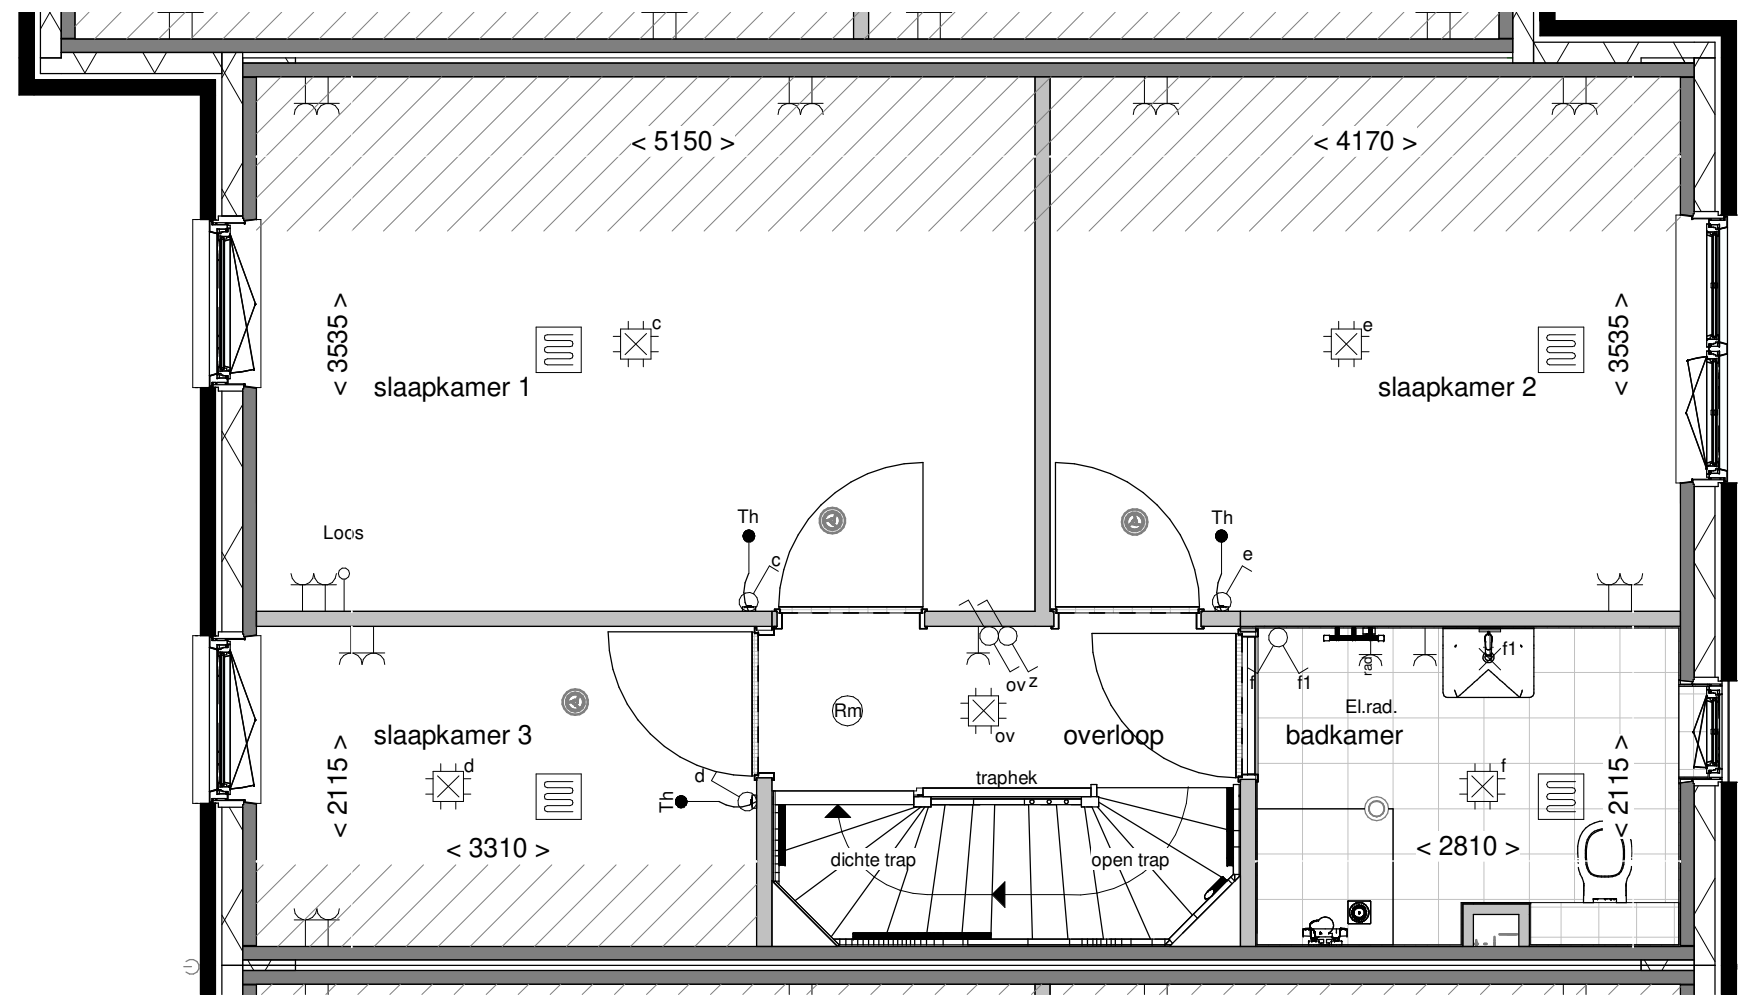 < 5150 >
< 4170 >
< 3535 >
c
e
< 3535 >
slaapkamer 1
slaapkamer 2
Loos
Th
c
Th
e
ov z
f
f1
rad
f1
El.rad.
Rm
ov
slaapkamer 3
overloop
badkamer
d
d
Th
traphek
f
< 2115 >
< 2115 >
< 3310 >
dichte trap
open trap
< 2810 >